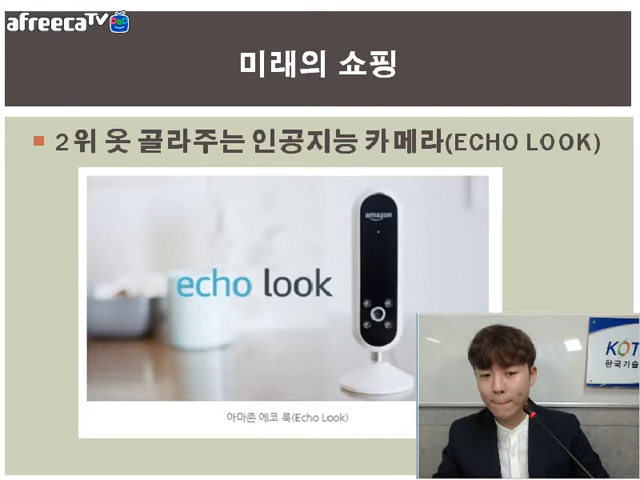 afreecaTV
미래의 쇼핑
2위 옷 골라주는 인공지능 카메라(ECHO LOOK)
amazon
echo look
KOT
한국기술
아마존 에코 룩(Echo Look)